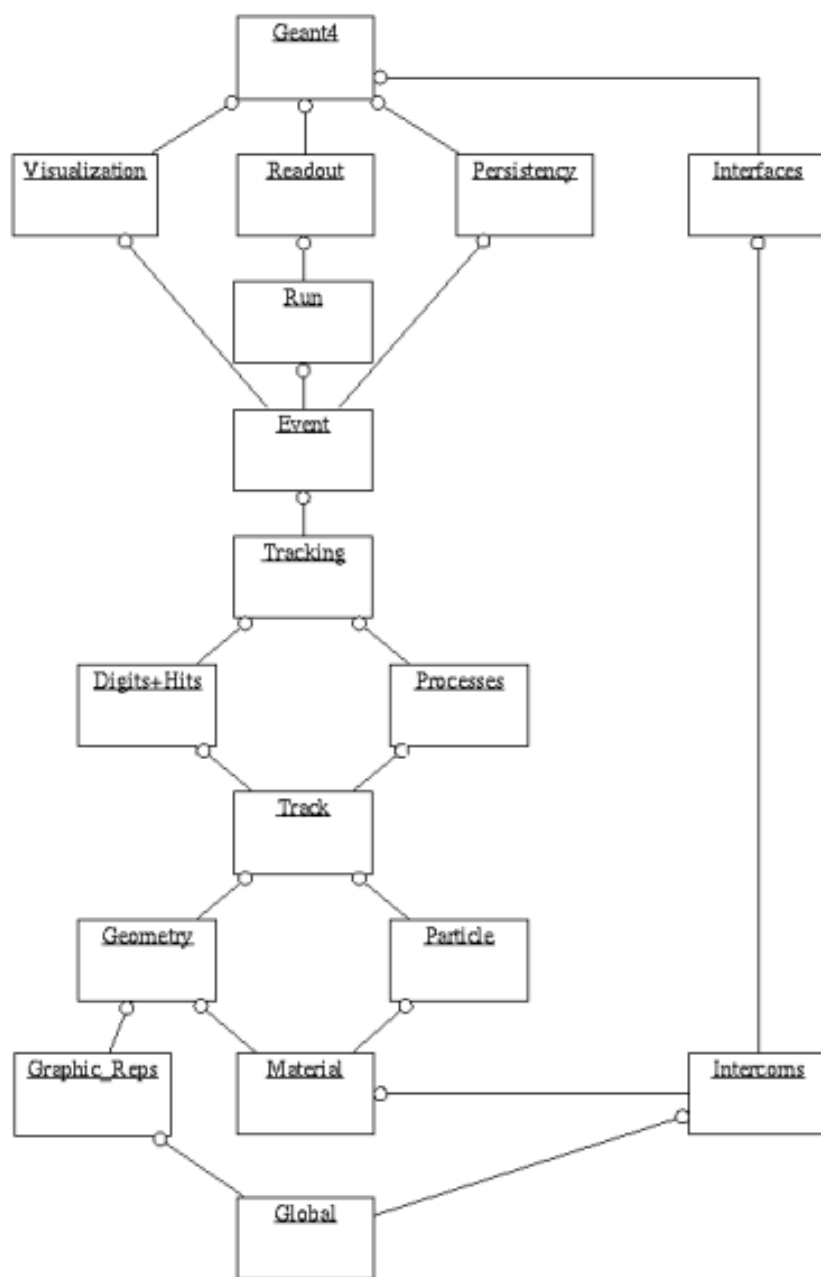 Geant4
Visualization
Readout
Persistency
Interfaces
Run
Event
Tracking
Digits+Hits
Processes
Track
Geometry
Particle
Graphic_Reps
Material
Intercoms
Global